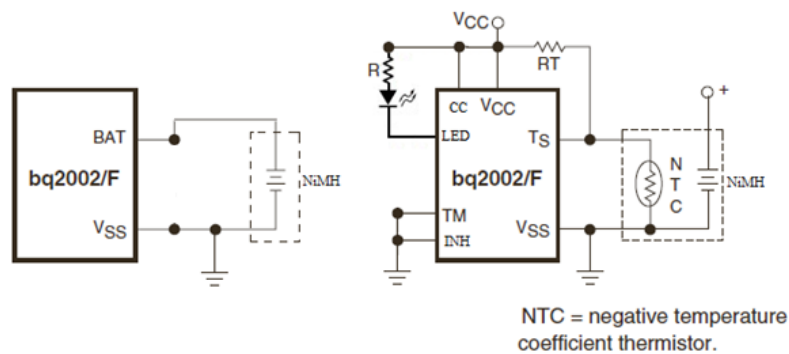 BAT
bq2002/F
VSS
NiMH
VCC
R
RT
CC VCC
LED
TS
bq2002/F
TM
INH
VSS
N
T
C
+
NiMH
NTC = negative temperature
coefficient thermistor.